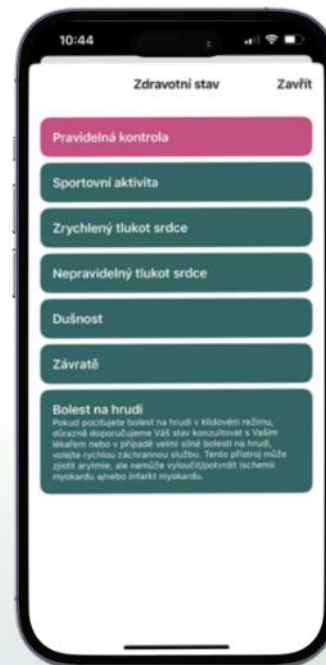 10:44
Zdravotní stav Zavřít
Pravidelná kontrola
Sportovní aktivita
Zrychlený tlukot srdce
Nepravidelný tlukot srdce
Dušnost
Závratě
Bolest na hrudi
Pokud pociťujete bolest na hrudi v klidovém režimu,
důrazně doporučujeme Váš stav konzultovat s Vaším
lékařem nebo v případě velmi silné bolesti na hrudi,
volejte rychlou záchrannou službu. Tento přístroj může
zjistit arytmie, ale nemůže vyloučit/potvrdit ischemii
myokardu a/nebo infarkt myokardu.